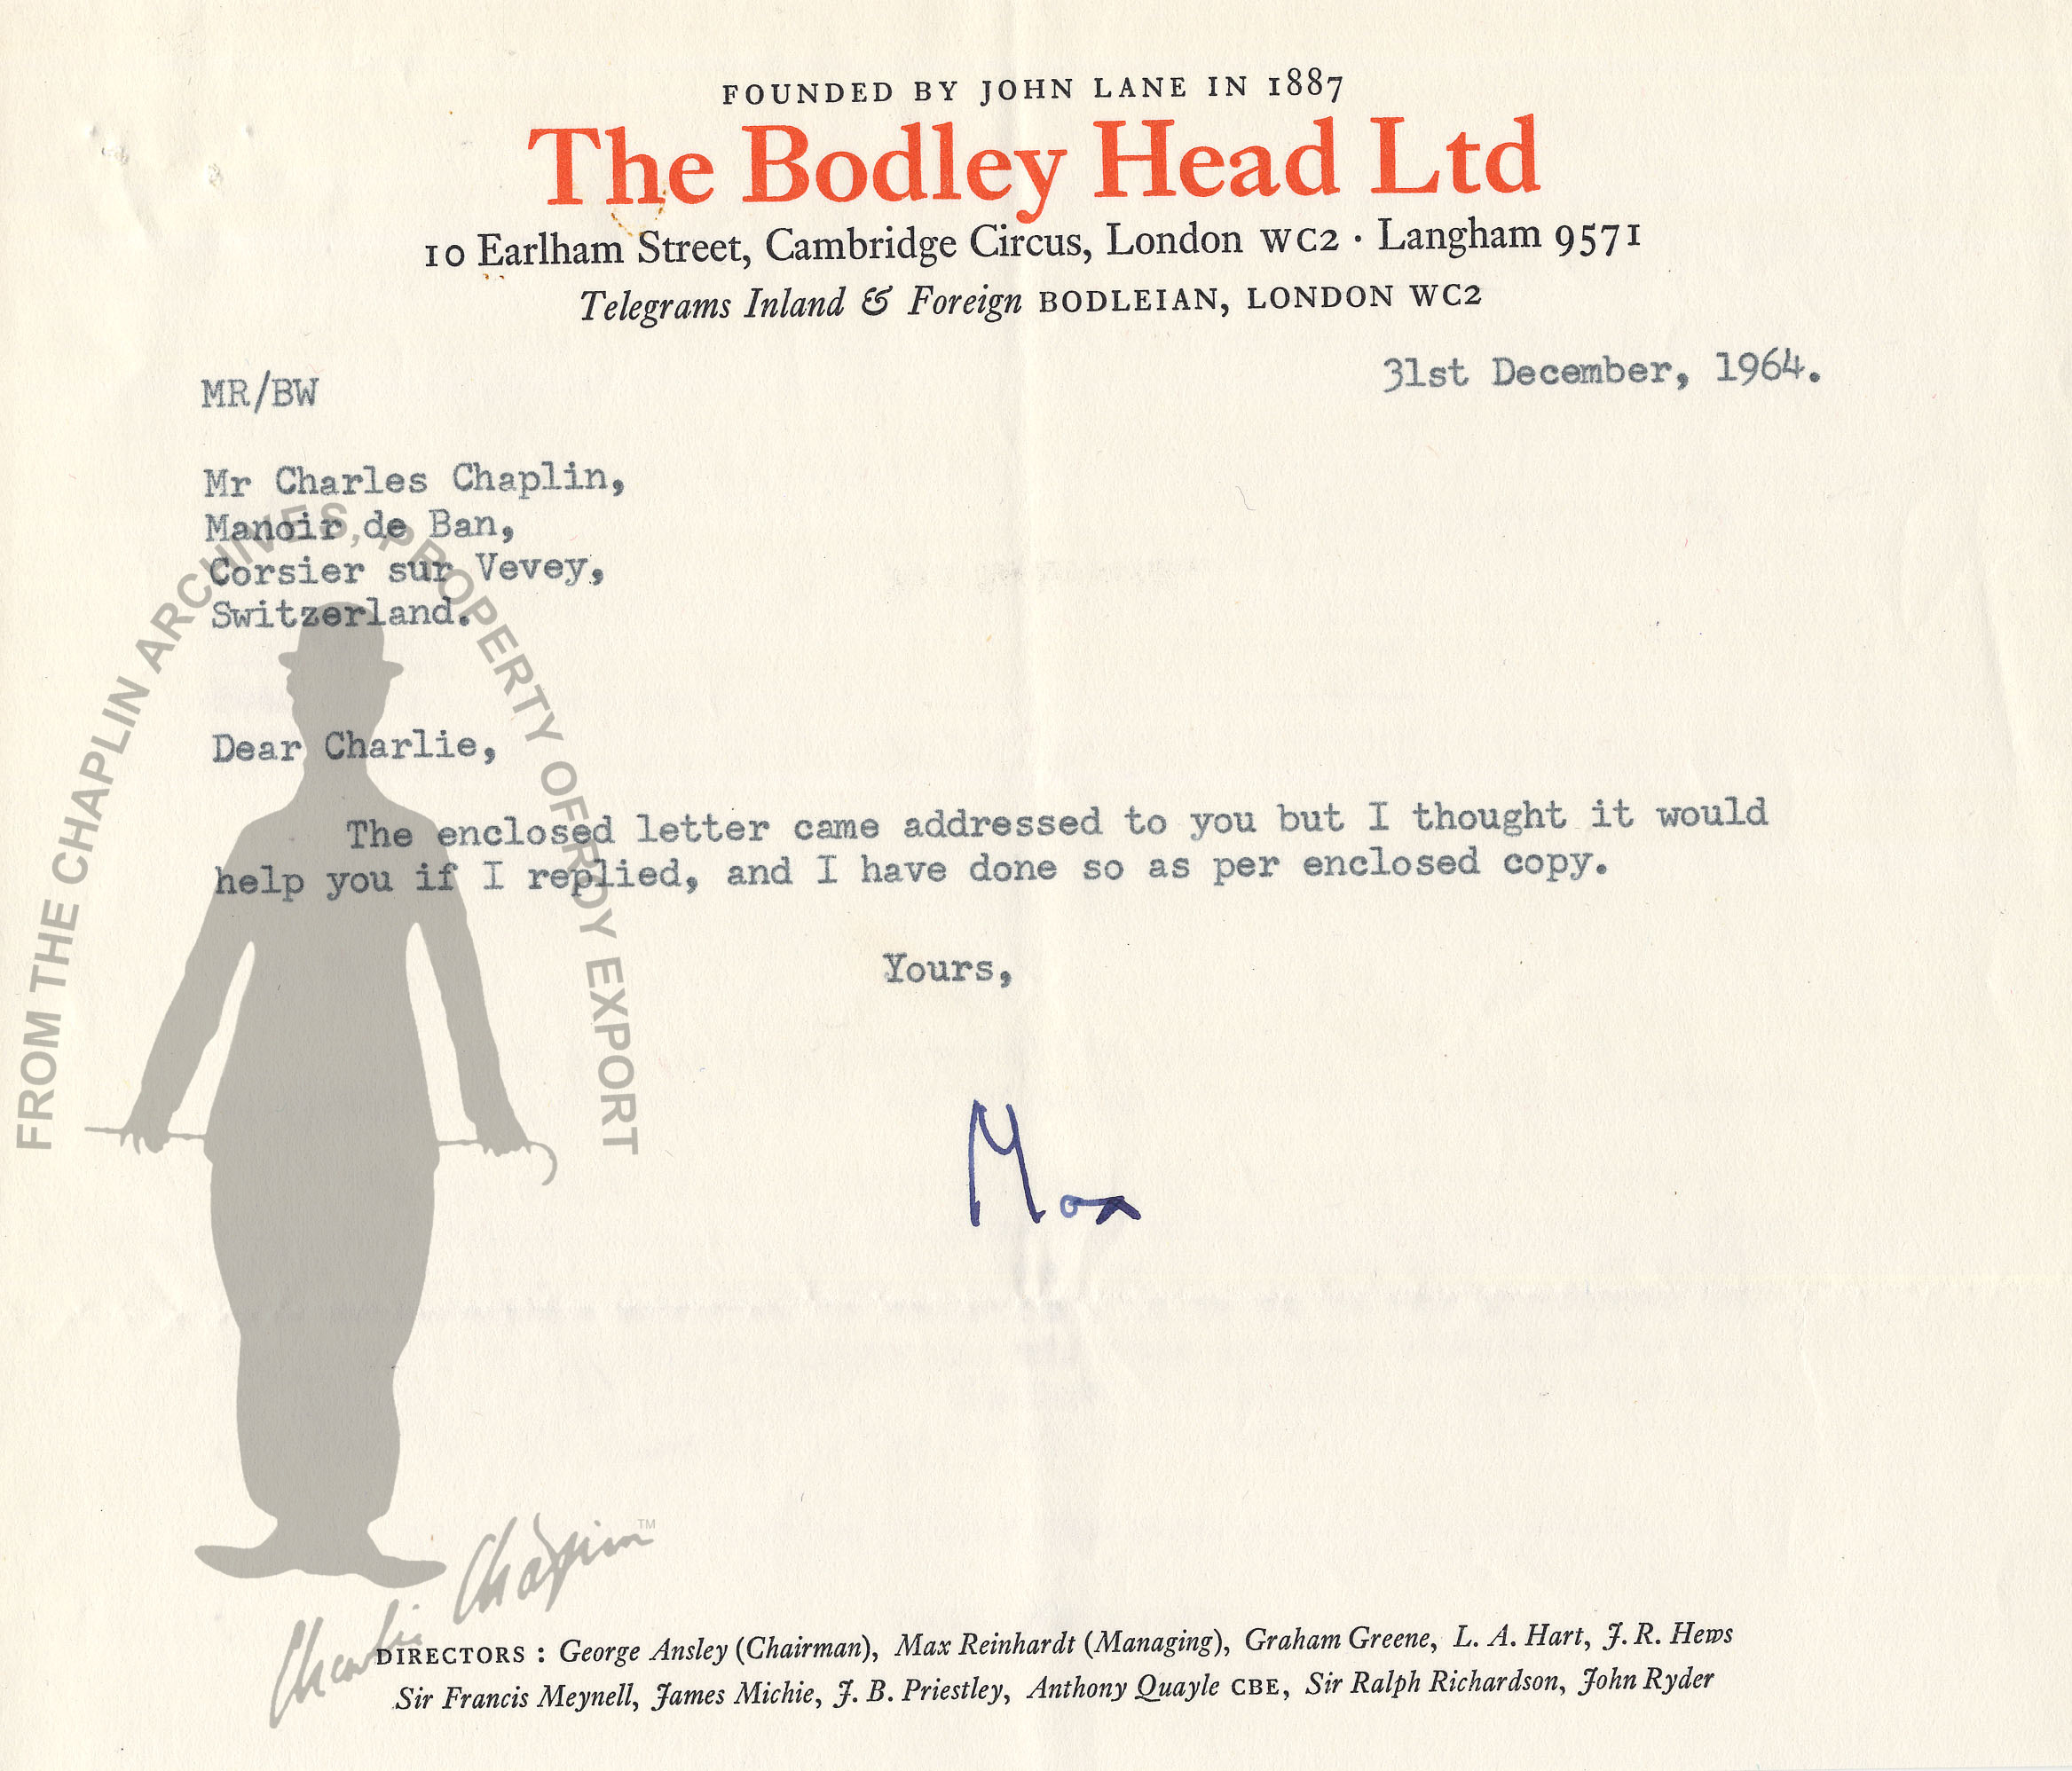 FOUNDED BY JOHN LANE IN 1887
The Bodley Head Ltd
10 Earlham Street, Cambridge Circus, London WC2 · Langham 9571
Telegrams Inland & Foreign BODLEIAN, LONDON WC2
31st December, 1964.
MR/BW
Mr Charles Chaplin,
Manoir de Ban,
Corsier sur Vevey,
Switzerland.
FROM THE CHAPLIN ARCHIVES, PROPERTY OF ROY EXPORT
Dear Charlie,
The enclosed letter came addressed to you but I thought it would
help you if I replied, and I have done so as per enclosed copy.
Yours,
Max
Charlie Chaplin™
DIRECTORS : George Ansley (Chairman), Max Reinhardt (Managing), Graham Greene, L. A. Hart, J. R. Hews
Sir Francis Meynell, James Michie, J. B. Priestley, Anthony Quayle CBE, Sir Ralph Richardson, John Ryder